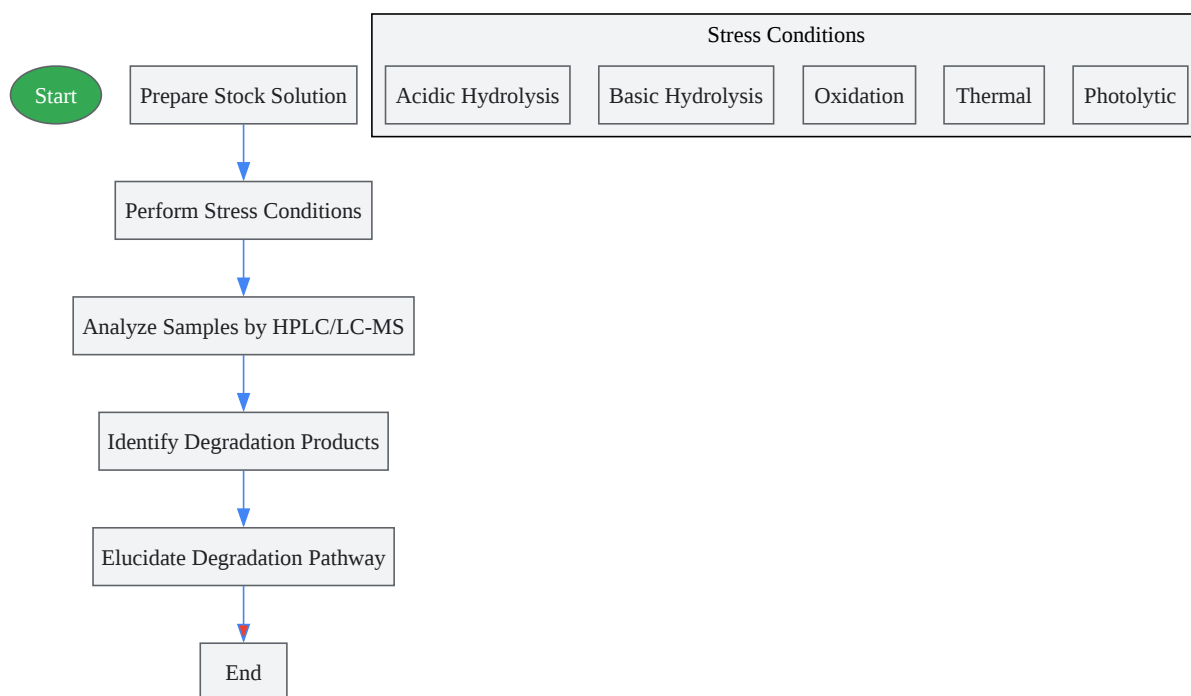 Stress Conditions
Start
Prepare Stock Solution
Acidic Hydrolysis
Basic Hydrolysis
Oxidation
Thermal
Photolytic
Perform Stress Conditions
Analyze Samples by HPLC/LC-MS
Identify Degradation Products
Elucidate Degradation Pathway
End